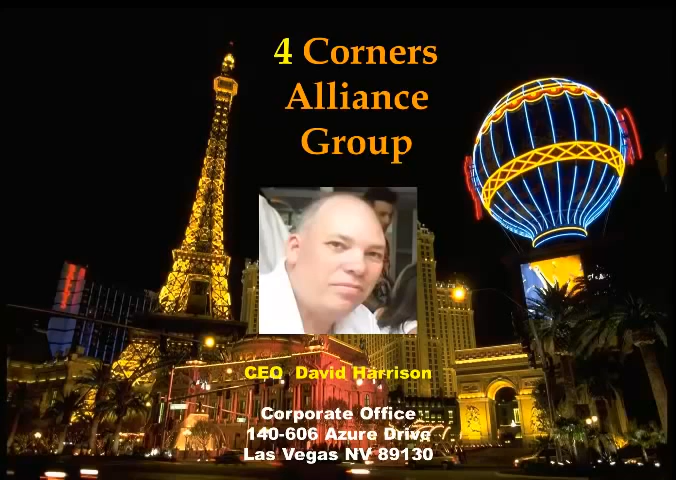 4 Corners
Alliance
Group
CEO David Harrison
Corporate Office
140-606 Azure Drive
Las Vegas NV 89130